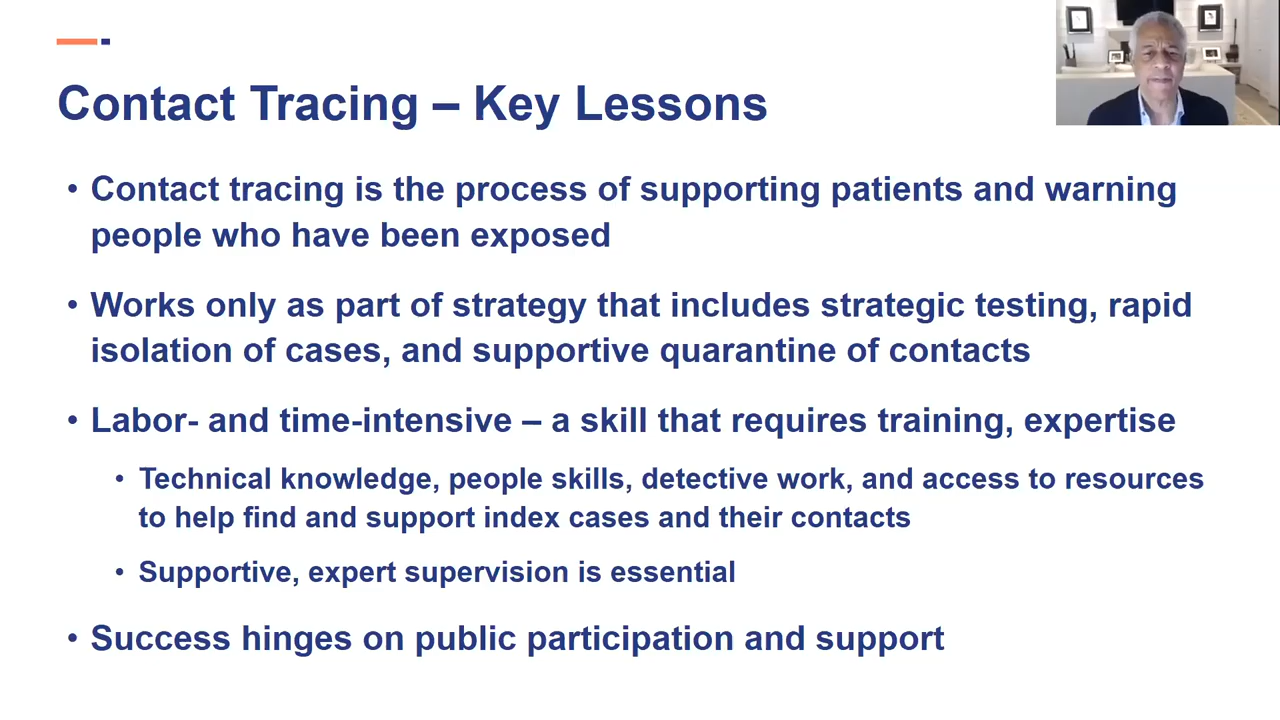 Contact Tracing – Key Lessons
• Contact tracing is the process of supporting patients and warning
people who have been exposed
• Works only as part of strategy that includes strategic testing, rapid
isolation of cases, and supportive quarantine of contacts
• Labor- and time-intensive – a skill that requires training, expertise
• Technical knowledge, people skills, detective work, and access to resources
to help find and support index cases and their contacts
• Supportive, expert supervision is essential
• Success hinges on public participation and support